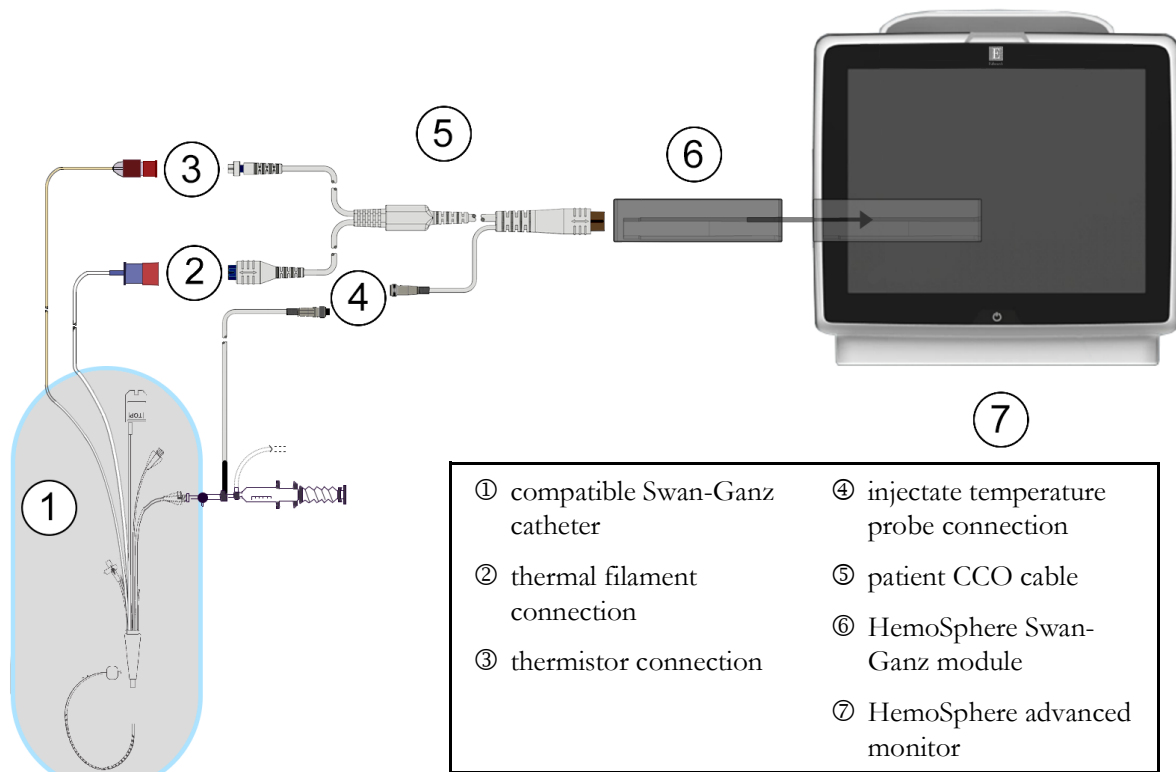 E
③
⑤
⑥
②
④
STOP
①
⑦
① compatible Swan-Ganz
catheter
② thermal filament
connection
③ thermistor connection
④ injectate temperature
probe connection
⑤ patient CCO cable
⑥ HemoSphere Swan-
Ganz module
⑦ HemoSphere advanced
monitor